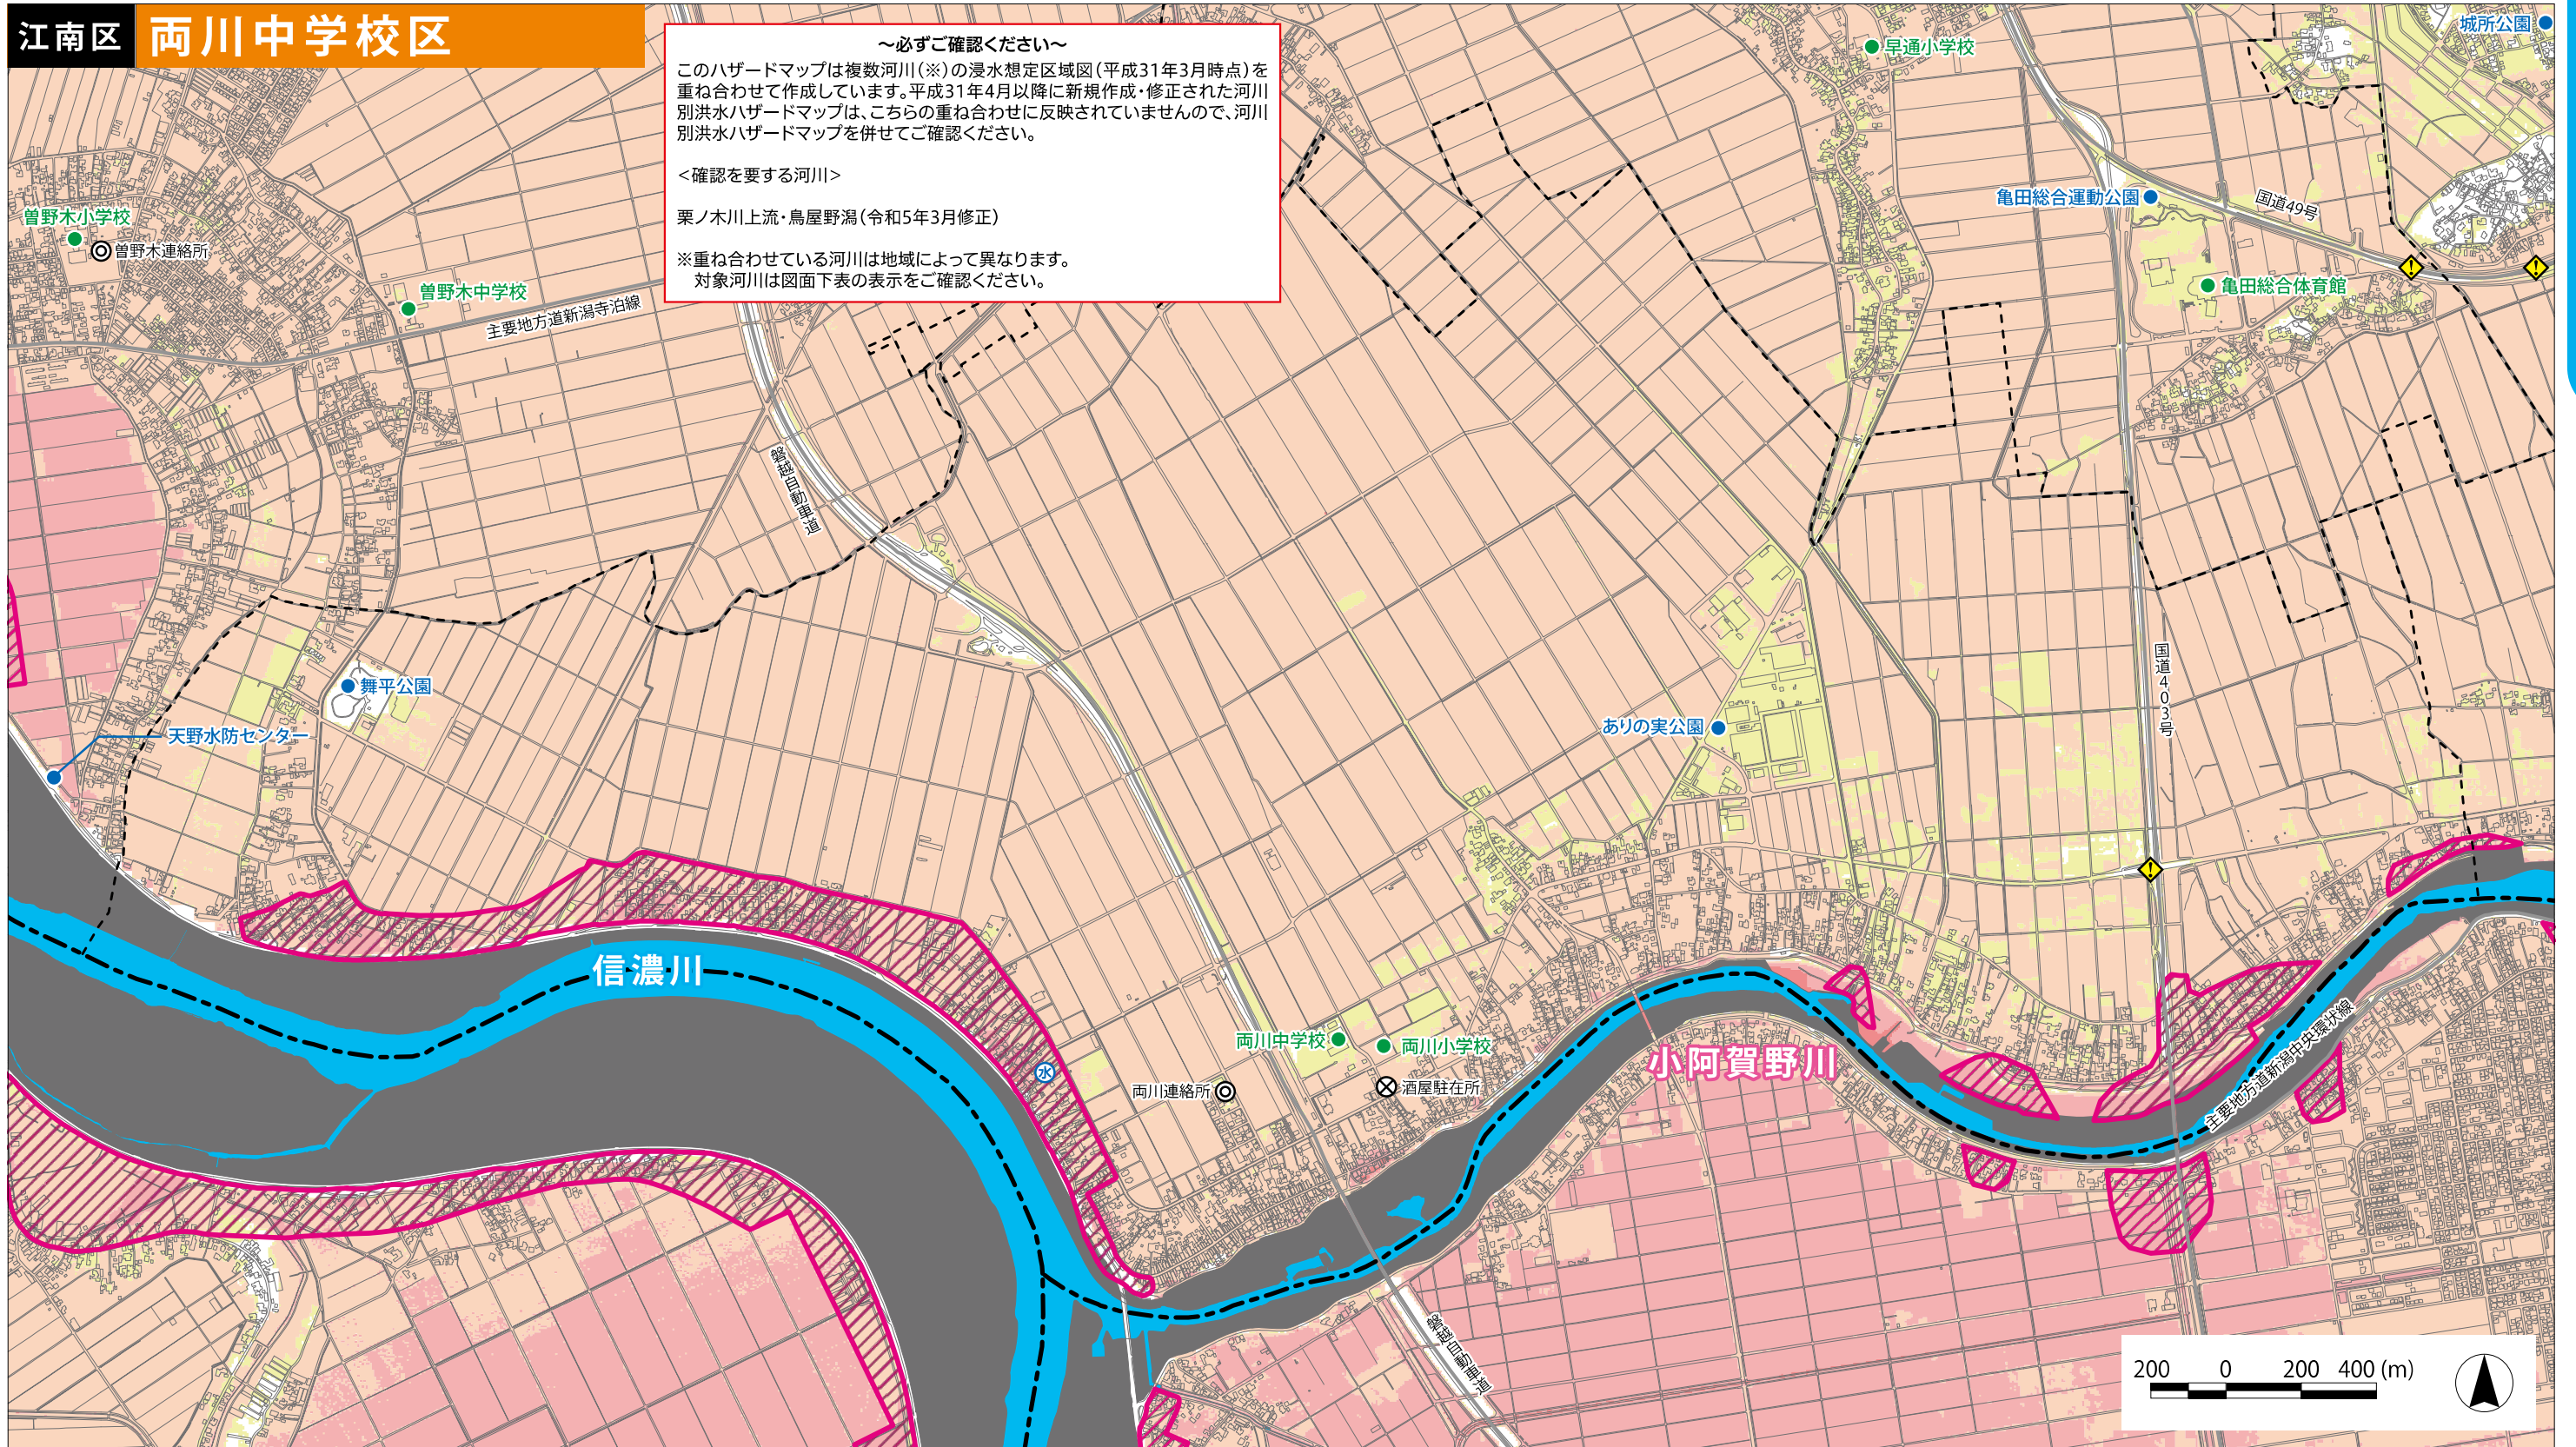 江南区
両川中学校区
～必ずご確認ください～
このハザードマップは複数河川（※）の浸水想定区域図（平成31年3月時点）を
重ね合わせて作成しています。平成31年4月以降に新規作成・修正された河川
別洪水ハザードマップは、こちらの重ね合わせに反映されていませんので、河川
別洪水ハザードマップを併せてご確認ください。
＜確認を要する河川＞
栗ノ木川上流・鳥屋野潟（令和5年3月修正）
※重ね合わせている河川は地域によって異なります。
対象河川は図面下表の表示をご確認ください。
城所公園
早通小学校
亀田総合運動公園
国道49号
曽野木小学校
曽野木連絡所
亀田総合体育館
曽野木中学校
主要地方道新潟寺泊線
磐越自動車道
国道403号
舞平公園
ありの実公園
天野水防センター
信濃川
両川中学校
両川小学校
小阿賀野川
水
両川連絡所
酒屋駐在所
主要地方道新潟中央環状線
磐越自動車道
200 0 200 400 (m)